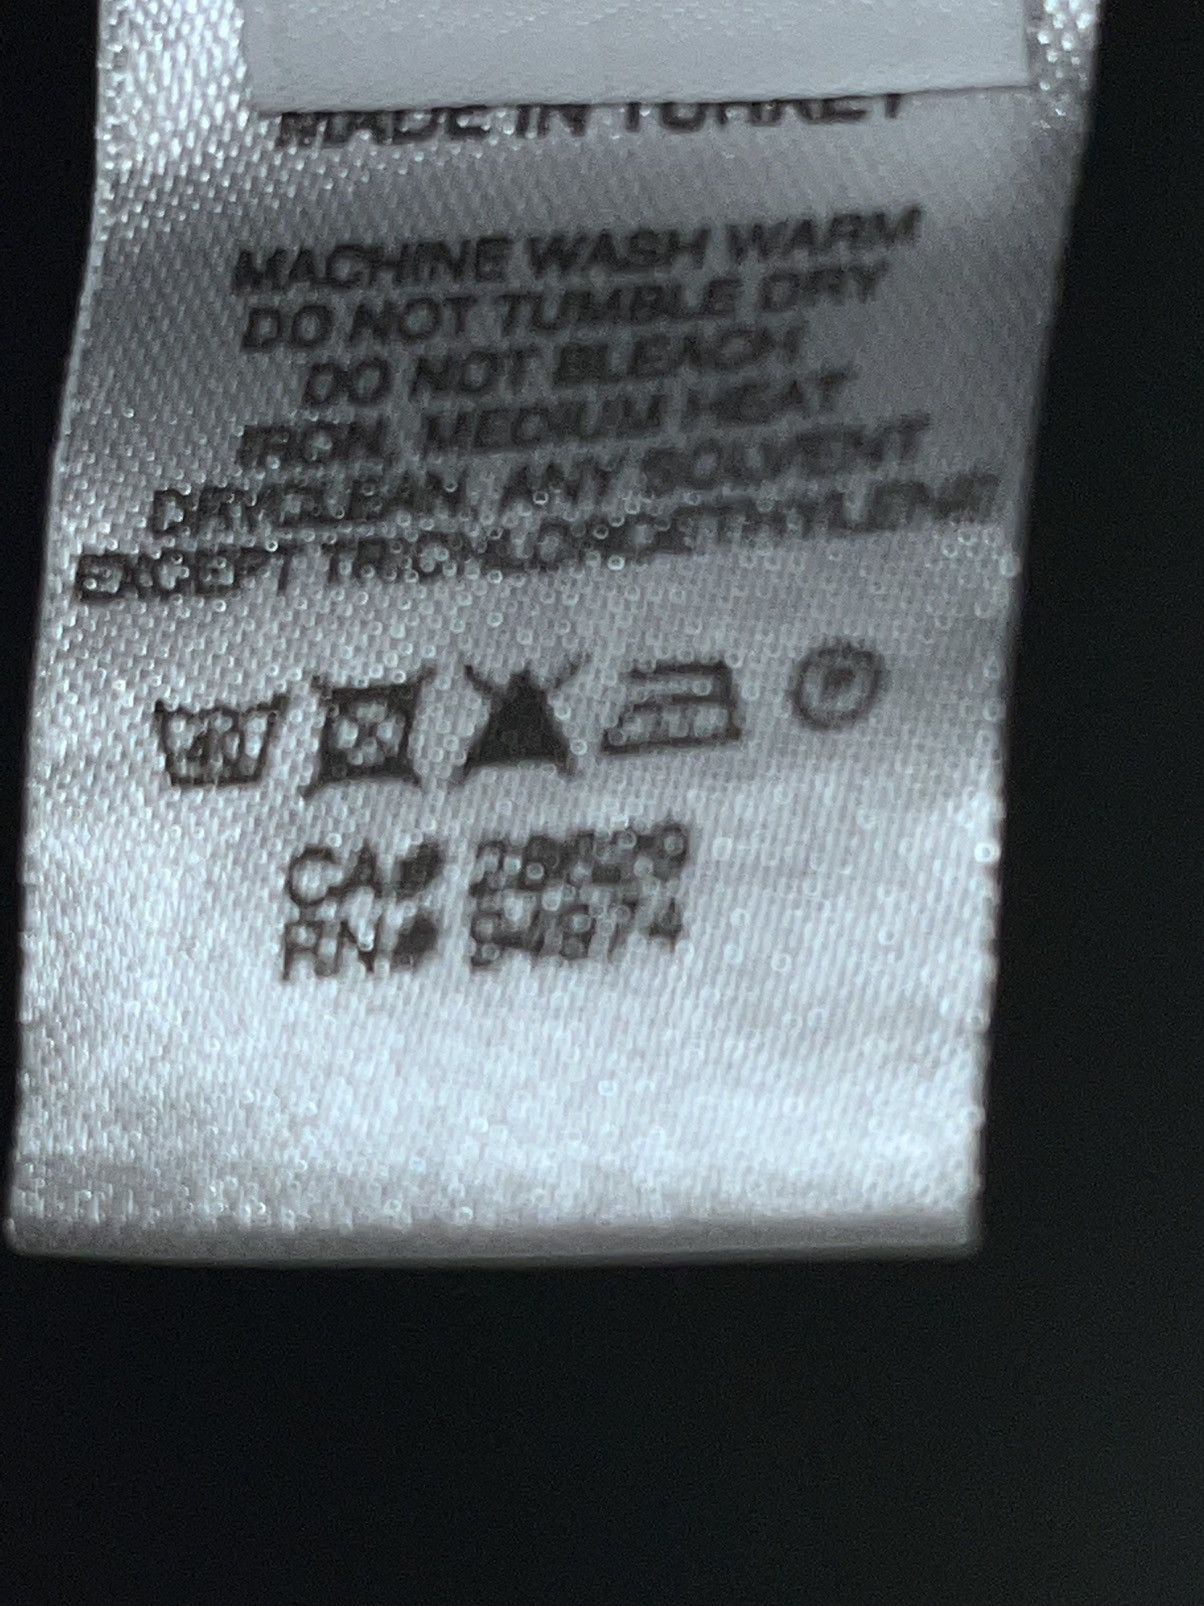 MADE IN TURKEY
MACHINE WASH WARM
DO NOT TUMBLE DRY
DO NOT BLEACH
IRON, MEDIUM HEAT
DRYCLEAN, ANY SOLVENT
EXCEPT TRICHLOROETHYLENE
40 P
CA#
RN#